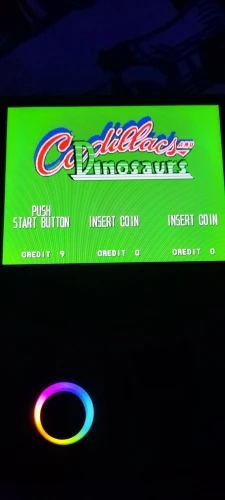 Cadillacs AND
Dinosaurs
PUSH
START BUTTON INSERT COIN INSERT COIN
CREDIT 9 CREDIT 0 CREDIT 0